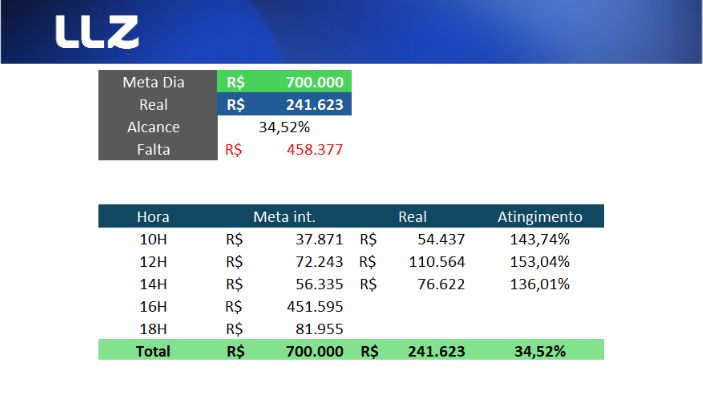 LLZ
Meta Dia R$ 700.000
Real R$ 241.623
Alcance 34,52%
Falta R$ 458.377
Hora Meta int. Real Atingimento
10H R$ 37.871 R$ 54.437 143,74%
12H R$ 72.243 R$ 110.564 153,04%
14H R$ 56.335 R$ 76.622 136,01%
16H R$ 451.595
18H R$ 81.955
Total R$ 700.000 R$ 241.623 34,52%